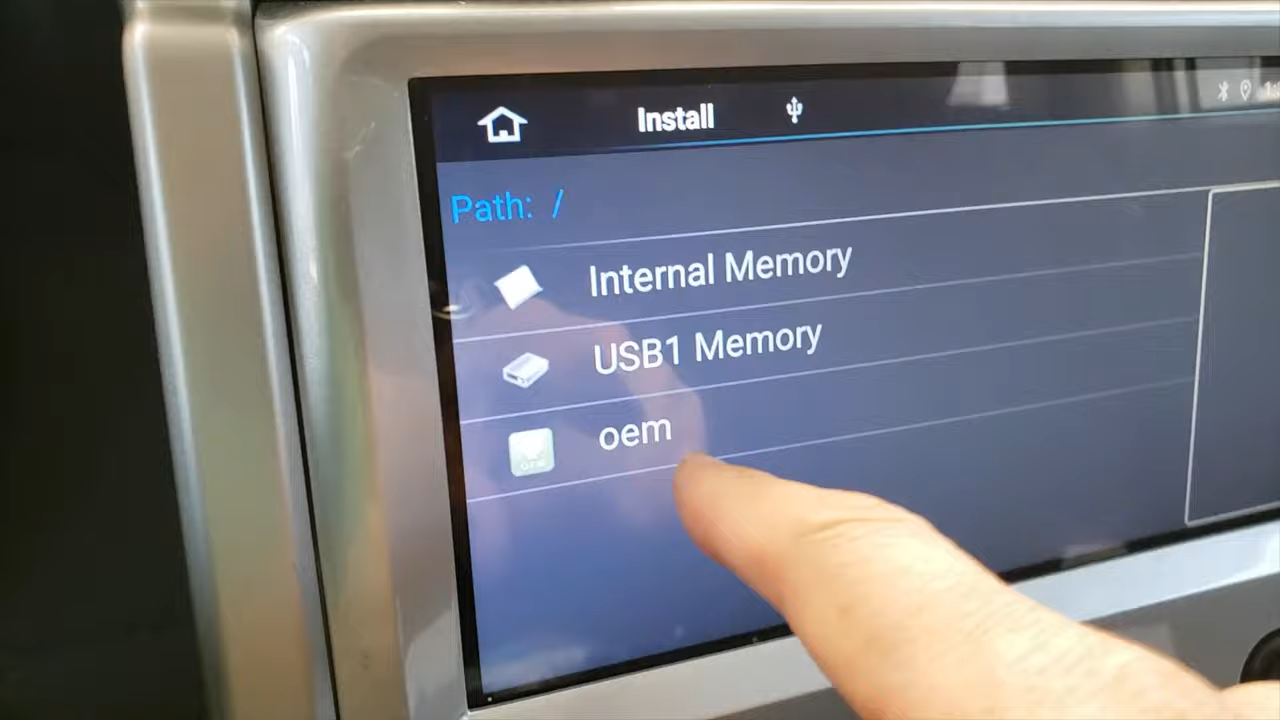 Install
Path: /
Internal Memory
USB1 Memory
oem